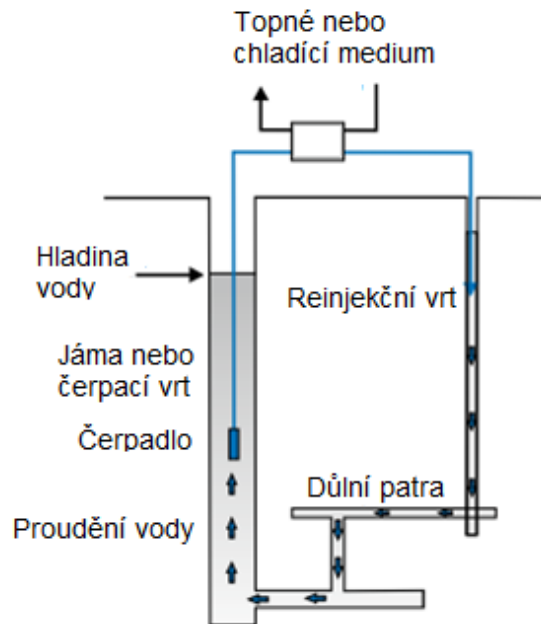 Topné nebo
chladící medium
Hladina
vody
Reinjekční vrt
Jáma nebo
čerpací vrt
Čerpadlo
Důlní patra
Proudění vody